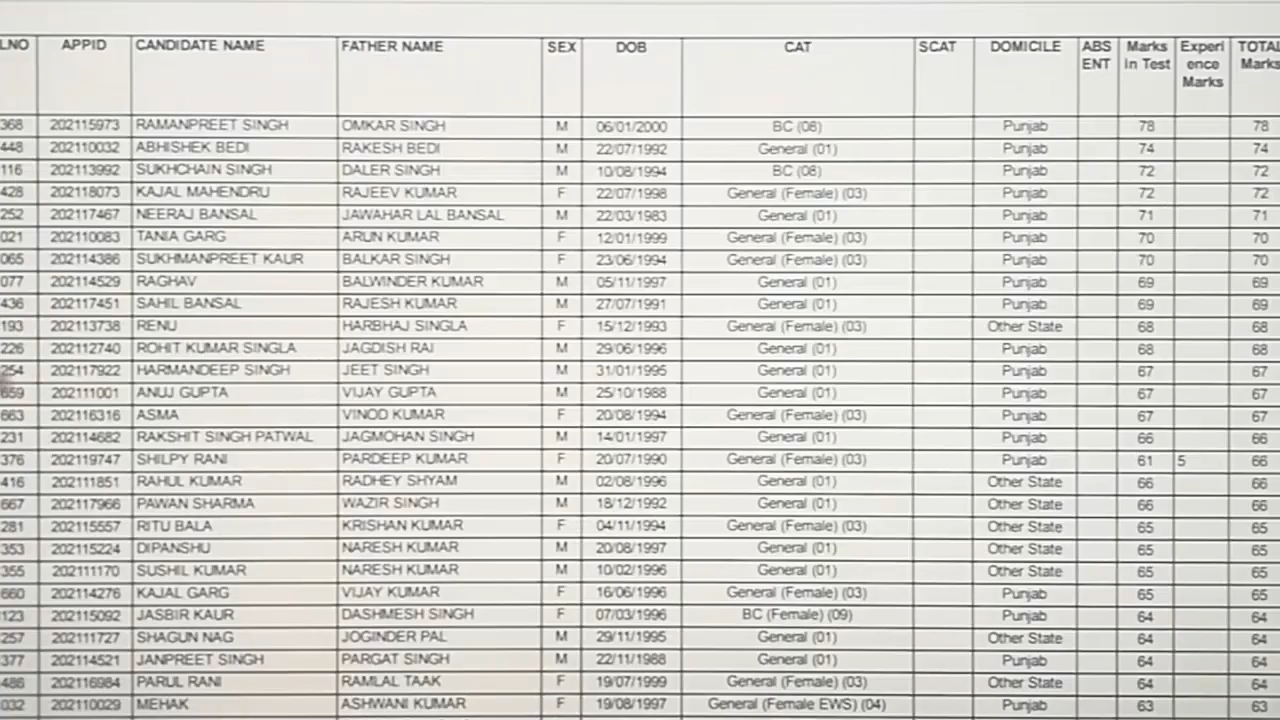 LNO APPID CANDIDATE NAME FATHER NAME SEX DOB CAT SCAT DOMICILE ABS ENT Marks in Test Experi ence Marks TOTAL Marks
368 202115973 RAMANPREET SINGH OMKAR SINGH M 06/01/2000 BC (08) Punjab 78 78
448 202110032 ABHISHEK BEDI RAKESH BEDI M 22/07/1992 General (01) Punjab 74 74
116 202113992 SUKHCHAIN SINGH DALER SINGH M 10/08/1994 BC (08) Punjab 72 72
428 202118073 KAJAL MAHENDRU RAJEEV KUMAR F 22/07/1998 General (Female) (03) Punjab 72 72
252 202117467 NEERAJ BANSAL JAWAHAR LAL BANSAL M 22/03/1983 General (01) Punjab 71 71
021 202110083 TANIA GARG ARUN KUMAR F 12/01/1999 General (Female) (03) Punjab 70 70
065 202114386 SUKHMANPREET KAUR BALKAR SINGH F 23/06/1994 General (Female) (03) Punjab 70 70
077 202114529 RAGHAV BALWINDER KUMAR M 05/11/1997 General (01) Punjab 69 69
436 202117451 SAHIL BANSAL RAJESH KUMAR M 27/07/1991 General (01) Punjab 69 69
193 202113738 RENU HARBHAJ SINGLA F 15/12/1993 General (Female) (03) Other State 68 68
226 202112740 ROHIT KUMAR SINGLA JAGDISH RAI M 29/06/1996 General (01) Punjab 68 68
254 202117922 HARMANDEEP SINGH JEET SINGH M 31/01/1995 General (01) Punjab 67 67
659 202111001 ANUJ GUPTA VIJAY GUPTA M 25/10/1988 General (01) Punjab 67 67
663 202116316 ASMA VINOD KUMAR F 20/08/1994 General (Female) (03) Punjab 67 67
231 202114682 RAKSHIT SINGH PATWAL JAGMOHAN SINGH M 14/01/1997 General (01) Punjab 66 66
376 202119747 SHILPY RANI PARDEEP KUMAR F 20/07/1990 General (Female) (03) Punjab 61 5 66
416 202111851 RAHUL KUMAR RADHEY SHYAM M 02/08/1996 General (01) Other State 66 66
667 202117966 PAWAN SHARMA WAZIR SINGH M 18/12/1992 General (01) Other State 66 66
281 202115557 RITU BALA KRISHAN KUMAR F 04/11/1994 General (Female) (03) Other State 65 65
353 202115224 DIPANSHU NARESH KUMAR M 20/08/1997 General (01) Other State 65 65
355 202111170 SUSHIL KUMAR NARESH KUMAR M 10/02/1996 General (01) Other State 65 65
660 202114276 KAJAL GARG VIJAY KUMAR F 16/06/1996 General (Female) (03) Punjab 65 65
123 202115092 JASBIR KAUR DASHMESH SINGH F 07/03/1996 BC (Female) (09) Punjab 64 64
257 202111727 SHAGUN NAG JOGINDER PAL M 29/11/1995 General (01) Other State 64 64
377 202114521 JANPREET SINGH PARGAT SINGH M 22/11/1988 General (01) Punjab 64 64
486 202116984 PARUL RANI RAMLAL TAAK F 19/07/1999 General (Female) (03) Other State 64 64
032 202110029 MEHAK ASHWANI KUMAR F 19/08/1997 General (Female EWS) (04) Punjab 63 63